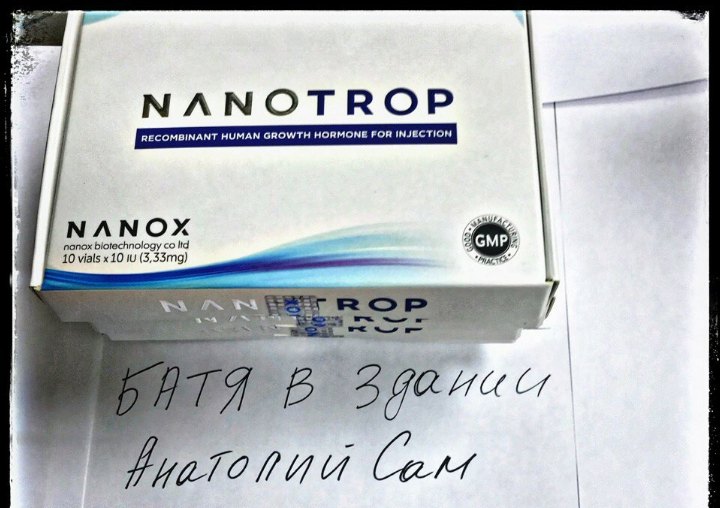 NANOTROP
RECOMBINANT HUMAN GROWTH HORMONE FOR INJECTION
NANOX
nanox biotechnology co ltd
10 vials x 10 IU (3,33mg)
GOOD MANUFACTURING PRACTICE
GMP
NANOTROP
БАТЯ В Здании
Анатолий Сам